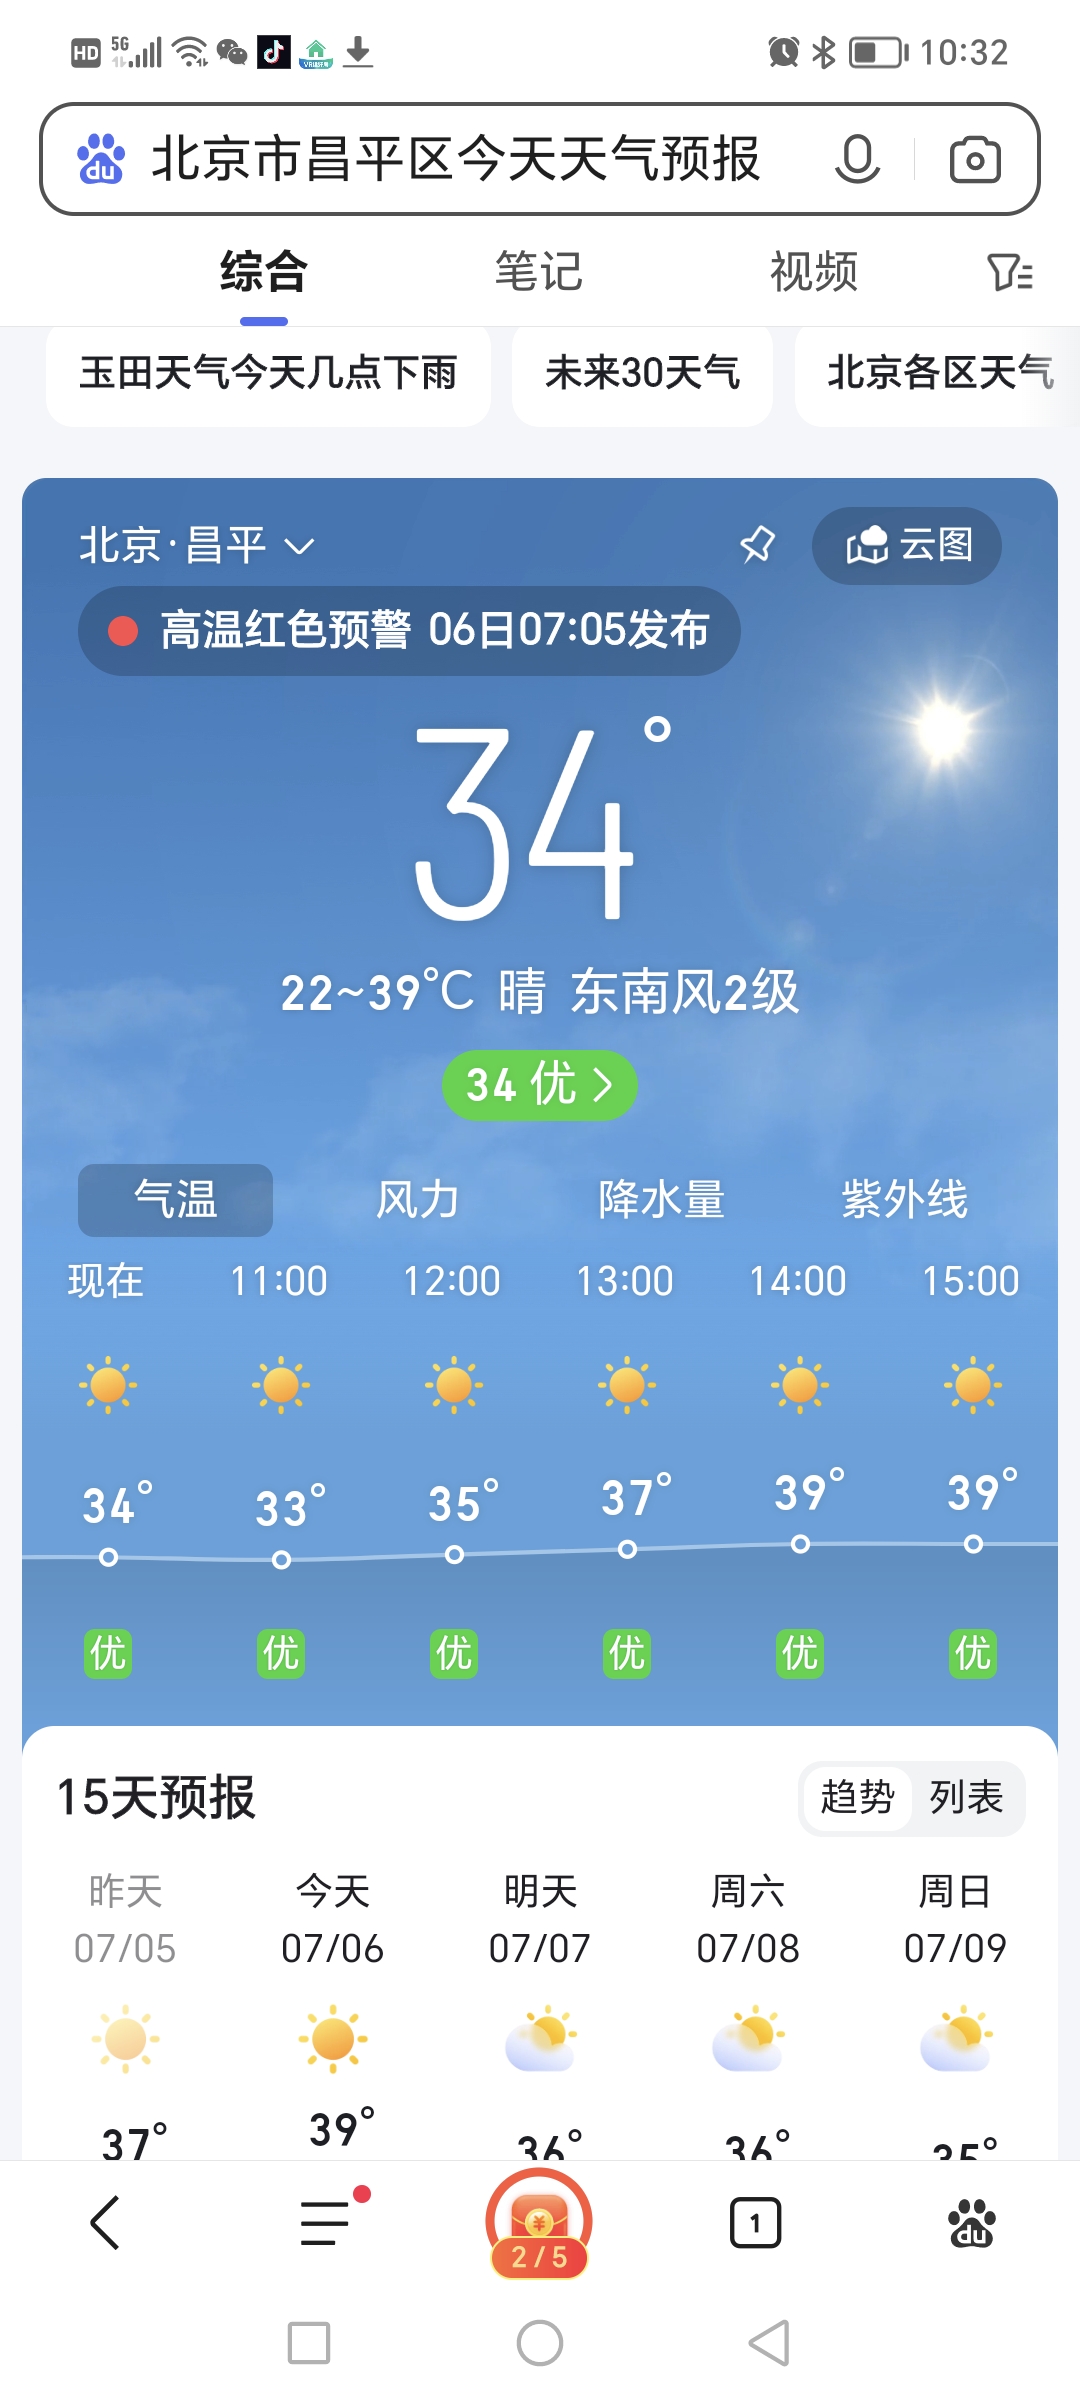 HD 5G 10:32
du 北京市昌平区今天天气预报
综合 笔记 视频
玉田天气今天几点下雨 未来30天气 北京各区天气
北京·昌平 云图
高温红色预警 06日07:05发布
34°
22~39°C 晴 东南风2级
34 优
气温 风力 降水量 紫外线
现在 11:00 12:00 13:00 14:00 15:00
34° 33° 35° 37° 39° 39°
优 优 优 优 优 优
15天预报 趋势 列表
昨天 今天 明天 周六 周日
07/05 07/06 07/07 07/08 07/09
37° 39° 36° 36° 35°
¥
2/5 1 du